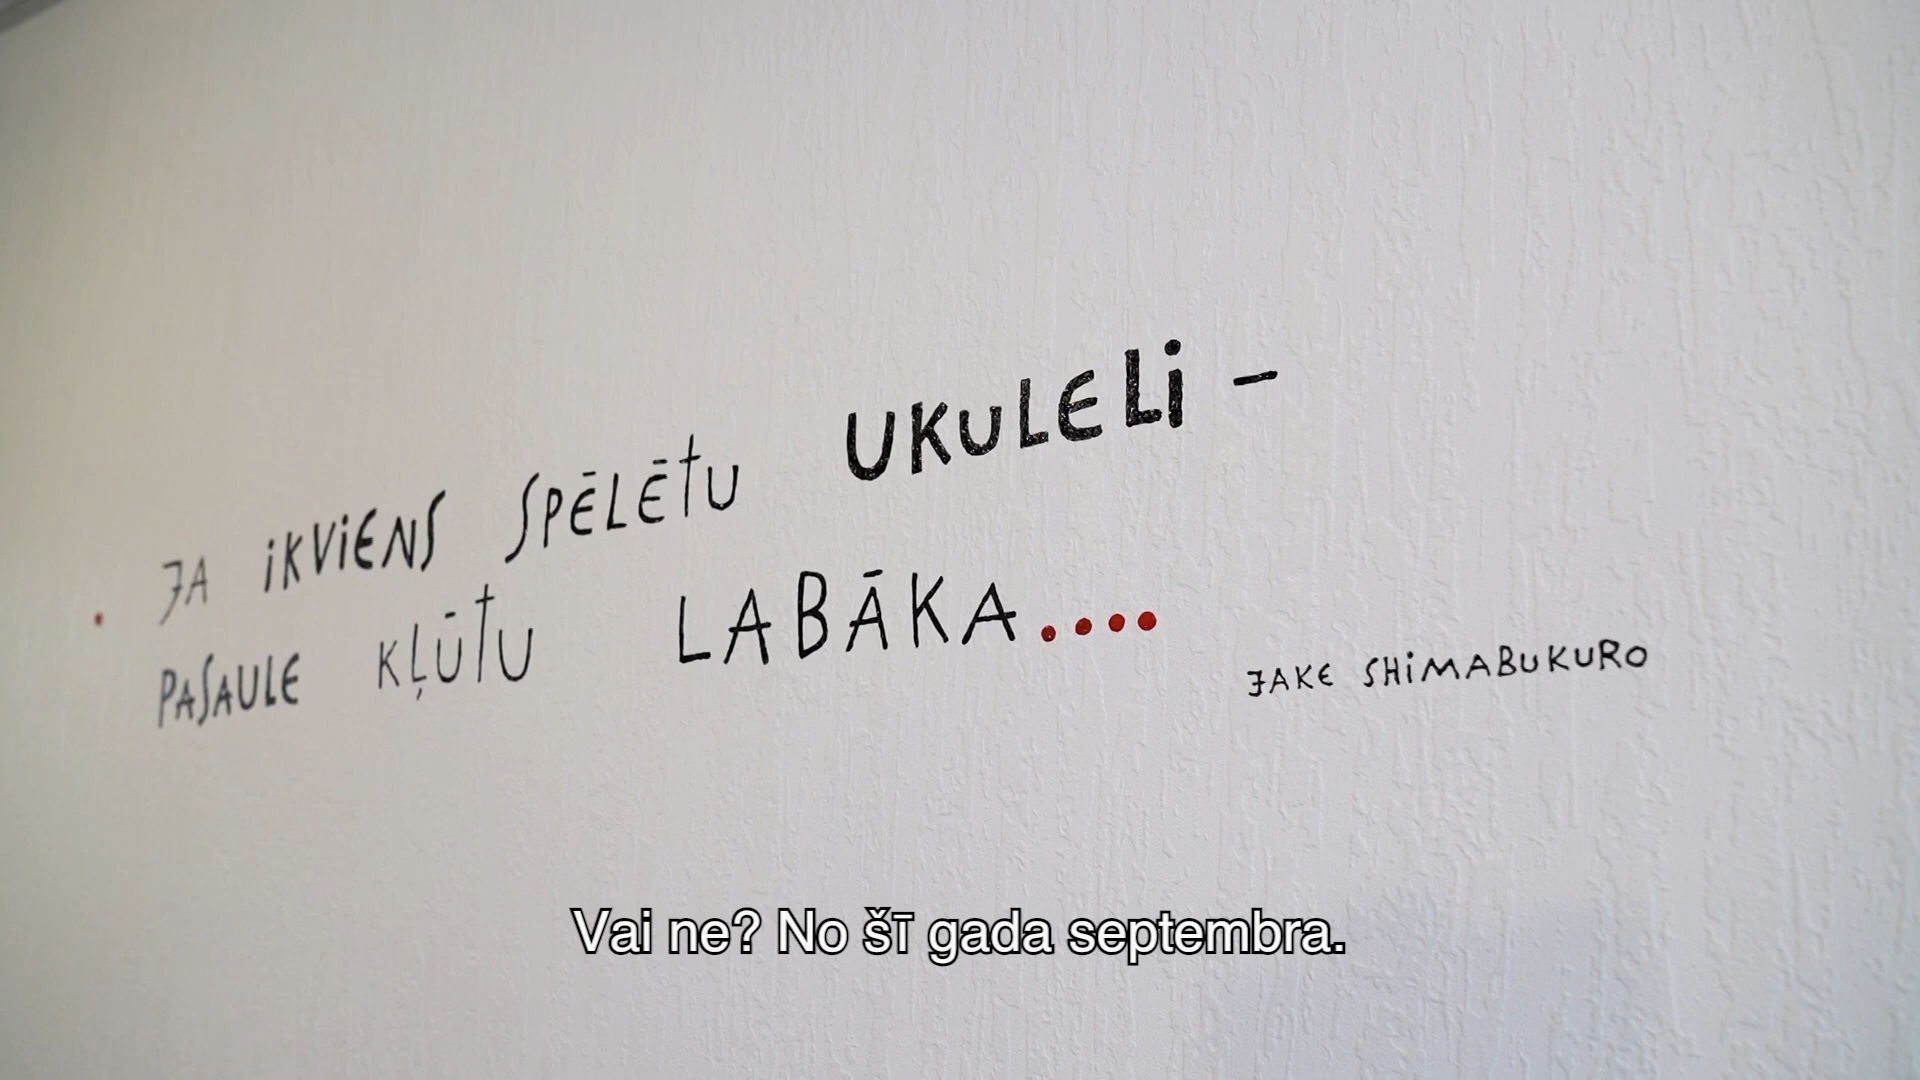 JA iKViENS SPĒLĒTU UKULELi –
PASAULE KĻŪTU LABĀKA....
JAKE SHiMABUKURO
Vai ne? No šī gada septembra.